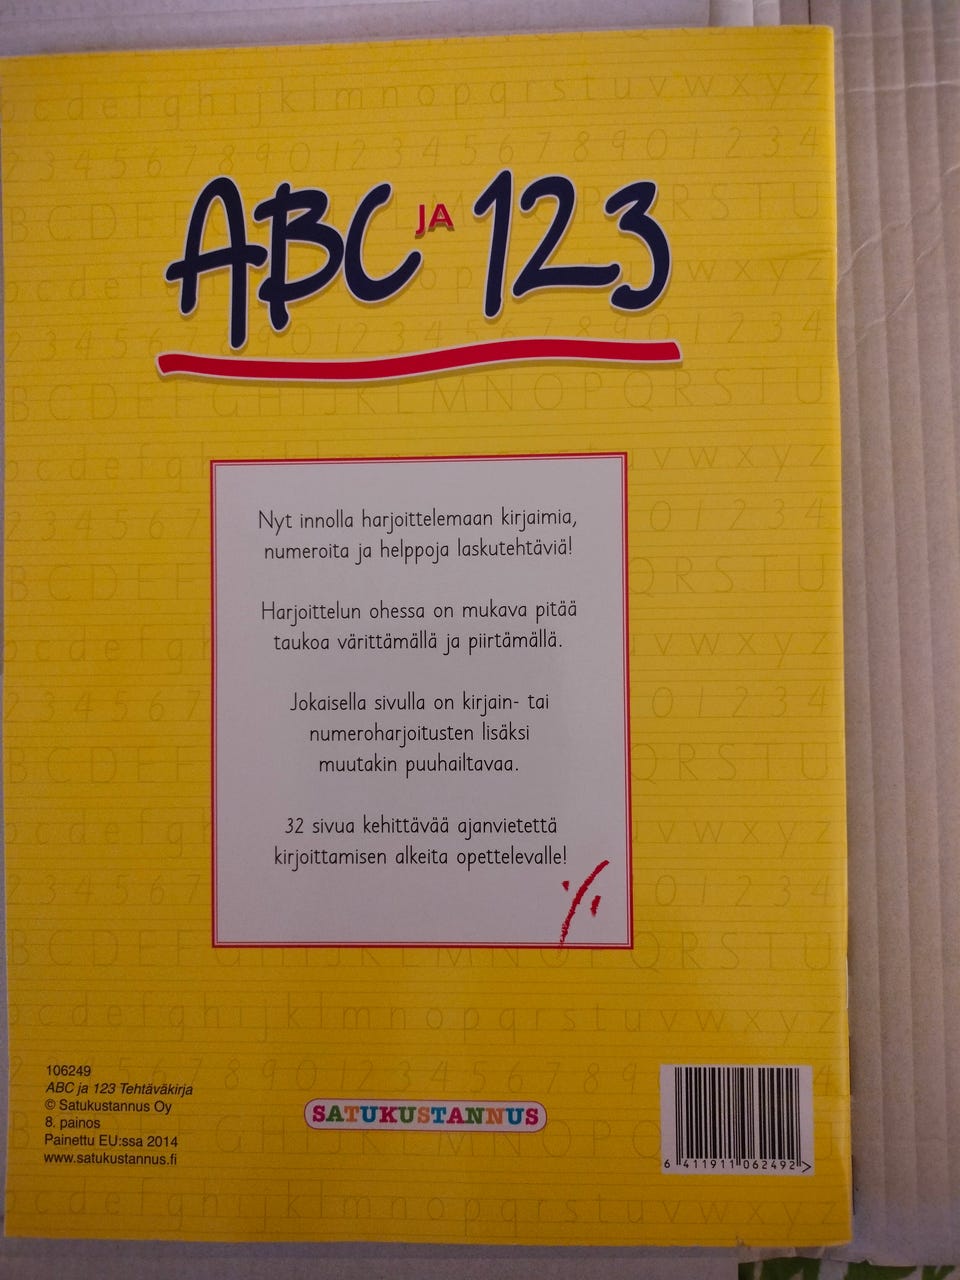 ABC JA 123
Nyt innolla harjoittelemaan kirjaimia,
numeroita ja helppoja laskutehtäviä!
Harjoittelun ohessa on mukava pitää
taukoa värittämällä ja piirtämällä.
Jokaisella sivulla on kirjain- tai
numeroharjoitusten lisäksi
muutakin puuhailtavaa.
32 sivua kehittävää ajanvietettä
kirjoittamisen alkeita opettelevalle!
106249
ABC ja 123 Tehtäväkirja
© Satukustannus Oy
8. painos
Painettu EU:ssa 2014
www.satukustannus.fi
SATUKUSTANNUS
6 411911 062492 >